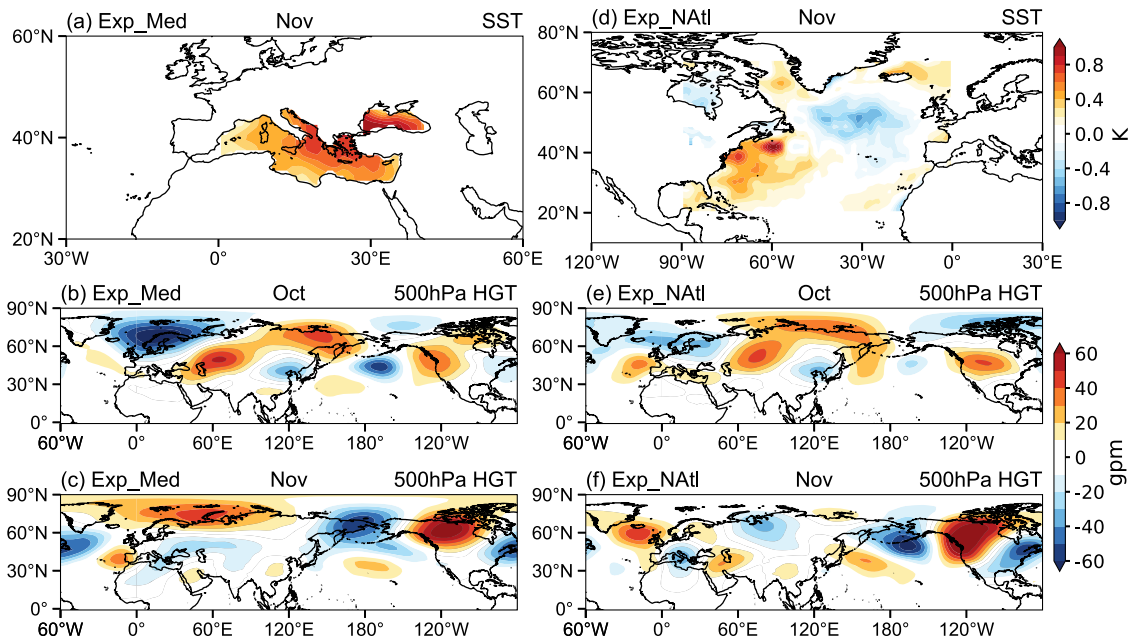 (a) Exp_Med Nov SST
60°N
40°N
20°N
30°W 0° 30°E 60°E
(d) Exp_NAtl Nov SST
80°N
60°N
40°N
20°N
120°W 90°W 60°W 30°W 0° 30°E
0.8
0.4
0.0
-0.4
-0.8
K
(b) Exp_Med Oct 500hPa HGT
90°N
60°N
30°N
0°
60°W 0° 60°E 120°E 180° 120°W
(e) Exp_NAtl Oct 500hPa HGT
90°N
60°N
30°N
0°
60°W 0° 60°E 120°E 180° 120°W
(c) Exp_Med Nov 500hPa HGT
90°N
60°N
30°N
0°
60°W 0° 60°E 120°E 180° 120°W
(f) Exp_NAtl Nov 500hPa HGT
90°N
60°N
30°N
0°
60°W 0° 60°E 120°E 180° 120°W
60
40
20
0
-20
-40
-60
gpm